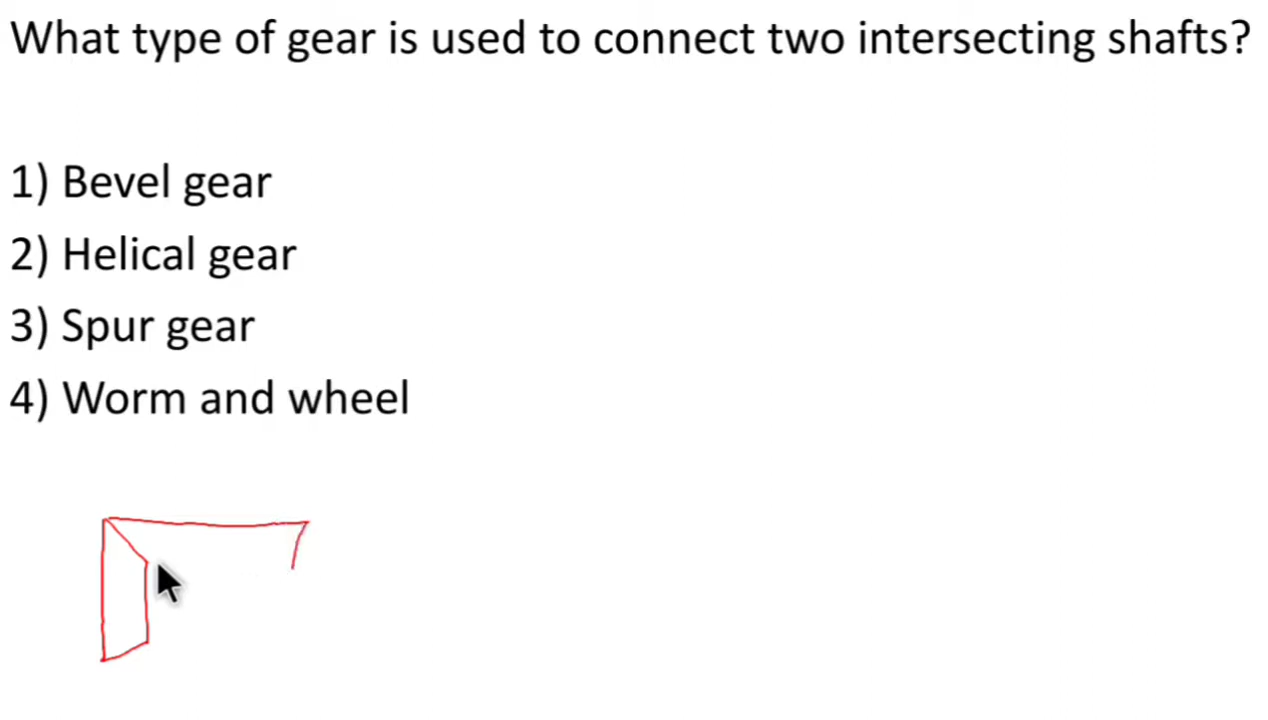 What type of gear is used to connect two intersecting shafts?
1) Bevel gear
2) Helical gear
3) Spur gear
4) Worm and wheel